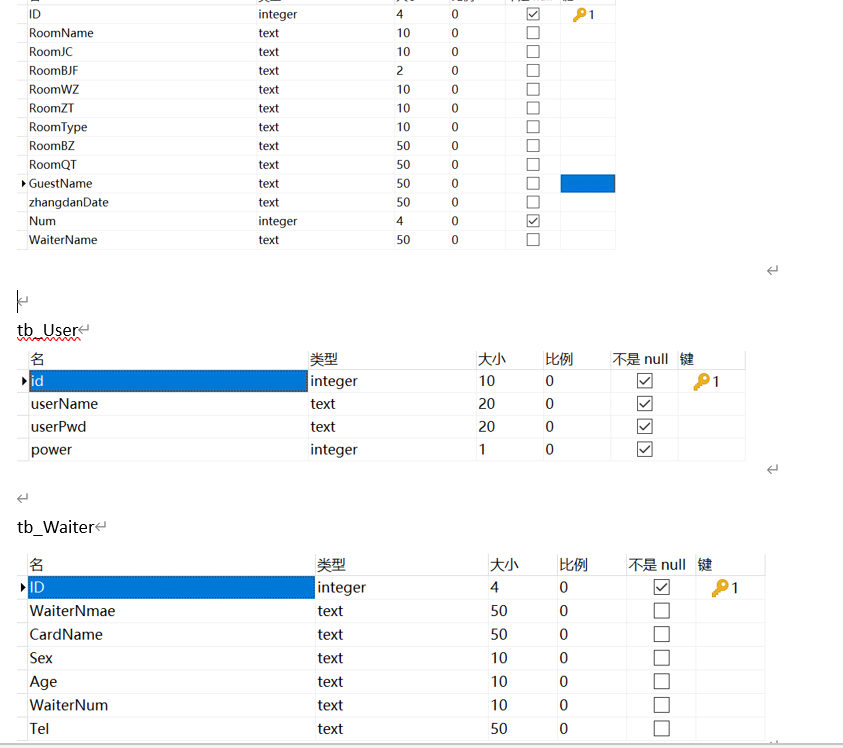 ID integer 4 0 1
RoomName text 10 0
RoomJC text 10 0
RoomBJF text 2 0
RoomWZ text 10 0
RoomZT text 10 0
RoomType text 10 0
RoomBZ text 50 0
RoomQT text 50 0
GuestName text 50 0
zhangdanDate text 50 0
Num integer 4 0
WaiterName text 50 0
tb_User
名 类型 大小 比例 不是 null 键
id integer 10 0 1
userName text 20 0
userPwd text 20 0
power integer 1 0
tb_Waiter
名 类型 大小 比例 不是 null 键
ID integer 4 0 1
WaiterNmae text 50 0
CardName text 50 0
Sex text 10 0
Age text 10 0
WaiterNum text 10 0
Tel text 50 0